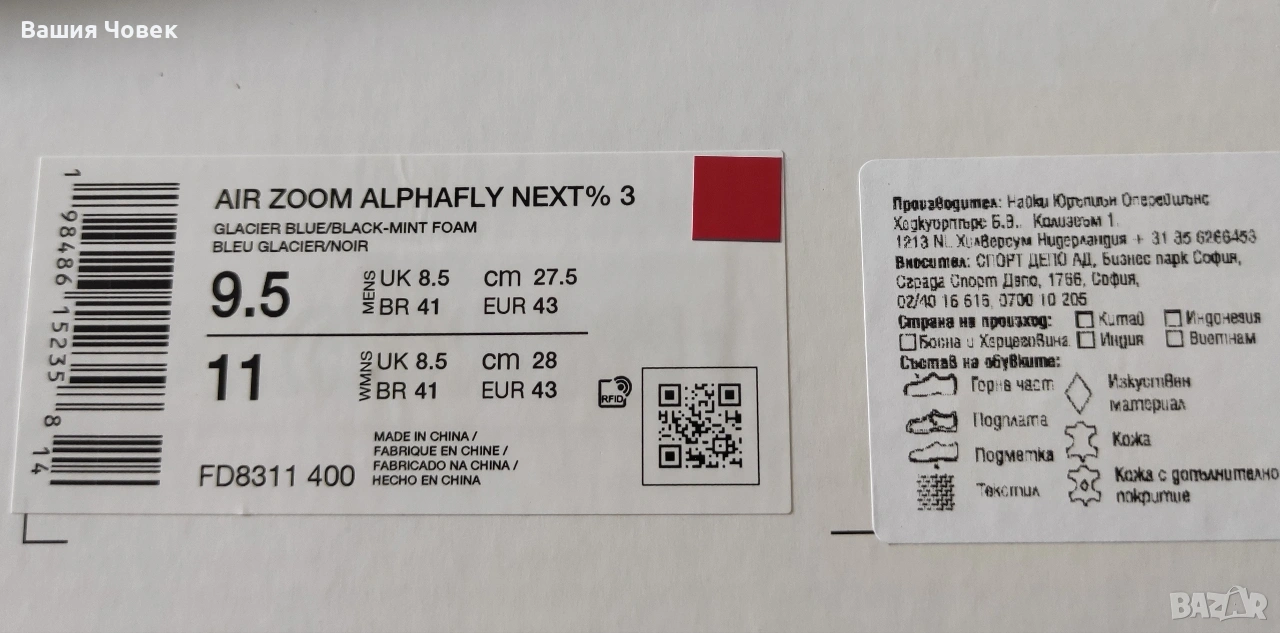 Вашия Човек
AIR ZOOM ALPHAFLY NEXT% 3
GLACIER BLUE/BLACK-MINT FOAM
BLEU GLACIER/NOIR
9.5
MENS
UK 8.5 cm 27.5
BR 41 EUR 43
11
WMNS
UK 8.5 cm 28
BR 41 EUR 43
RFID
MADE IN CHINA /
FABRIQUE EN CHINE /
FABRICADO NA CHINA /
HECHO EN CHINA
FD8311 400
1 98486 15235 8 14
Производител: Найки Юръпиън Оперейшънс
Хедкуортърс Б.В., Колизеъм 1,
1213 NL Хилверсум Нидерландия + 31 35 6266453
Вносител: СПОРТ ДЕПО АД, Бизнес парк София,
Сграда Спорт Депо, 1766, София,
02/40 16 615, 0700 10 205
Страна на произход: Китай Индонезия
Босна и Херцеговина Индия Виетнам
Състав на обувките:
Горна част
Подплата
Подметка
Текстил
Изкуствен
материал
Кожа
Кожа с допълнително
покритие
BAZAR